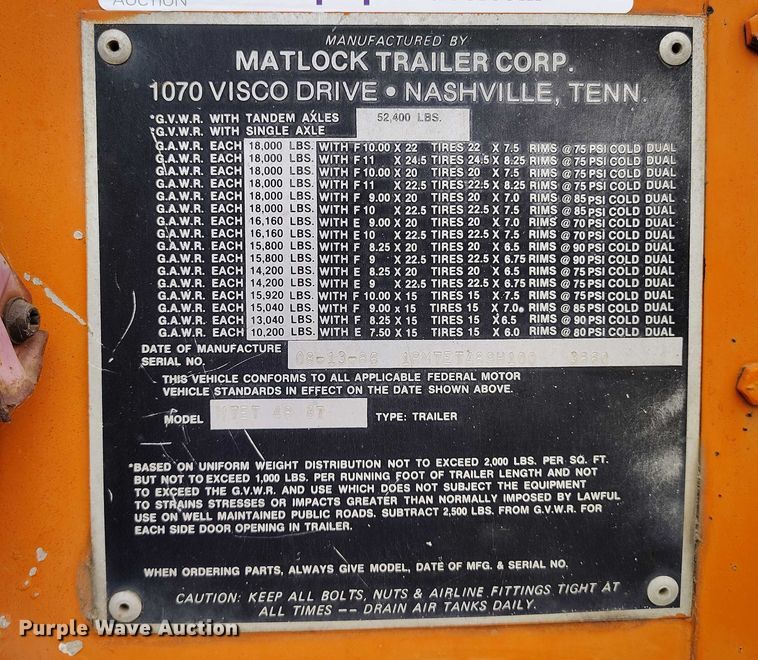 AUCTION
MANUFACTURED BY
MATLOCK TRAILER CORP.
1070 VISCO DRIVE • NASHVILLE, TENN.
*G.V.W.R. WITH TANDEM AXLES 52,400 LBS.
*G.V.W.R. WITH SINGLE AXLE
G.A.W.R. EACH 18,000 LBS. WITH F 10.00 X 22 TIRES 22 X 7.5 RIMS @ 75 PSI COLD DUAL
G.A.W.R. EACH 18,000 LBS. WITH F 11 X 24.5 TIRES 24.5 X 8.25 RIMS @ 75 PSI COLD DUAL
G.A.W.R. EACH 18,000 LBS. WITH F 10.00 X 20 TIRES 20 X 7.5 RIMS @ 75 PSI COLD DUAL
G.A.W.R. EACH 18,000 LBS. WITH F 11 X 22.5 TIRES 22.5 X 8.25 RIMS @ 75 PSI COLD DUAL
G.A.W.R. EACH 18,000 LBS. WITH F 9.00 X 20 TIRES 20 X 7.0 RIMS @ 85 PSI COLD DUAL
G.A.W.R. EACH 18,000 LBS. WITH F 10 X 22.5 TIRES 22.5 X 7.5 RIMS @ 85 PSI COLD DUAL
G.A.W.R. EACH 16,160 LBS. WITH E 9.00 X 20 TIRES 20 X 7.0 RIMS @ 70 PSI COLD DUAL
G.A.W.R. EACH 16,160 LBS. WITH E 10 X 22.5 TIRES 22.5 X 7.5 RIMS @ 70 PSI COLD DUAL
G.A.W.R. EACH 15,800 LBS. WITH F 8.25 X 20 TIRES 20 X 6.5 RIMS @ 90 PSI COLD DUAL
G.A.W.R. EACH 15,800 LBS. WITH F 9 X 22.5 TIRES 22.5 X 6.75 RIMS @ 90 PSI COLD DUAL
G.A.W.R. EACH 14,200 LBS. WITH E 8.25 X 20 TIRES 20 X 6.5 RIMS @ 75 PSI COLD DUAL
G.A.W.R. EACH 14,200 LBS. WITH E 9 X 22.5 TIRES 22.5 X 6.75 RIMS @ 75 PSI COLD DUAL
G.A.W.R. EACH 15,920 LBS. WITH F 10.00 X 15 TIRES 15 X 7.5 RIMS @ 75 PSI COLD DUAL
G.A.W.R. EACH 15,040 LBS. WITH F 9.00 X 15 TIRES 15 X 7.0 RIMS @ 85 PSI COLD DUAL
G.A.W.R. EACH 13,040 LBS. WITH F 8.25 X 15 TIRES 15 X 6.5 RIMS @ 90 PSI COLD DUAL
G.A.W.R. EACH 10,200 LBS. WITH E 7.50 X 15 TIRES 15 X 6.0 RIMS @ 80 PSI COLD DUAL
DATE OF MANUFACTURE
SERIAL NO.
THIS VEHICLE CONFORMS TO ALL APPLICABLE FEDERAL MOTOR
VEHICLE STANDARDS IN EFFECT ON THE DATE SHOWN ABOVE.
MODEL TYPE: TRAILER
*BASED ON UNIFORM WEIGHT DISTRIBUTION NOT TO EXCEED 2,000 LBS. PER SQ. FT.
BUT NOT TO EXCEED 1,000 LBS. PER RUNNING FOOT OF TRAILER LENGTH AND NOT
TO EXCEED THE G.V.W.R. AND USE WHICH DOES NOT SUBJECT THE EQUIPMENT
TO STRAINS STRESSES OR IMPACTS GREATER THAN NORMALLY IMPOSED BY LAWFUL
USE ON WELL MAINTAINED PUBLIC ROADS. SUBTRACT 2,500 LBS. FROM G.V.W.R. FOR
EACH SIDE DOOR OPENING IN TRAILER.
WHEN ORDERING PARTS, ALWAYS GIVE MODEL, DATE OF MFG. & SERIAL NO.
CAUTION: KEEP ALL BOLTS, NUTS & AIRLINE FITTINGS TIGHT AT
ALL TIMES -- DRAIN AIR TANKS DAILY.
Purple Wave Auction